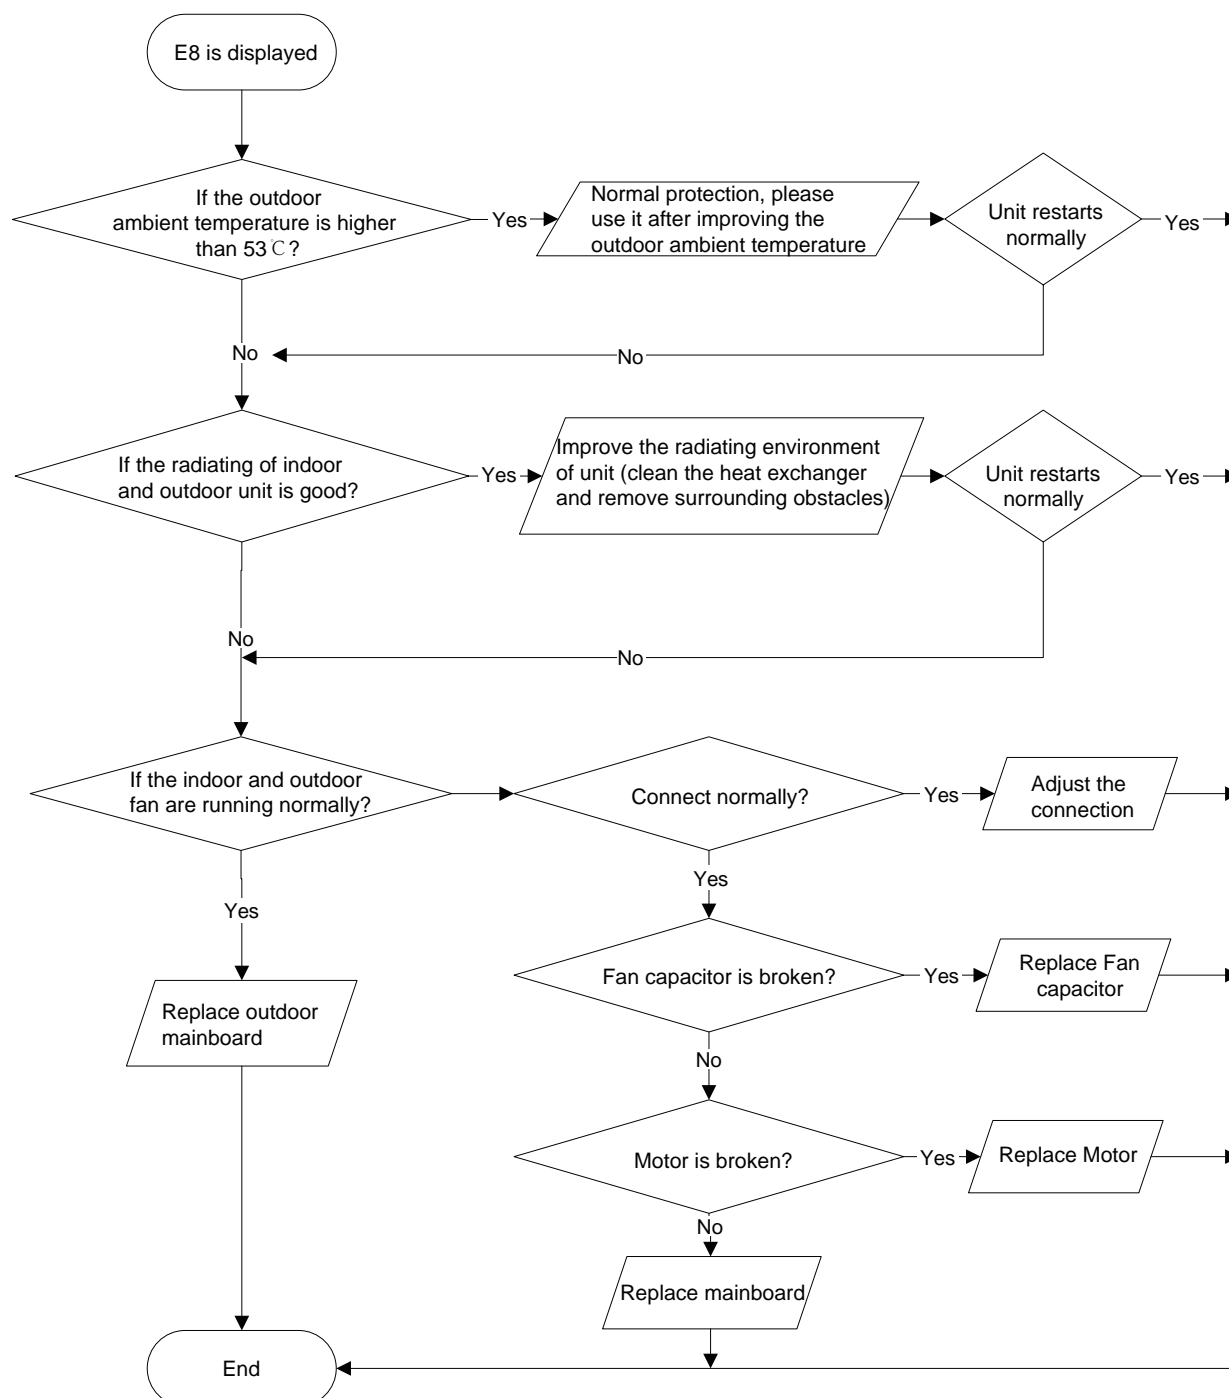 E8 is displayed
If the outdoor
ambient temperature is higher
than 53℃?
Yes
Normal protection, please
use it after improving the
outdoor ambient temperature
Unit restarts
normally
Yes
No
No
If the radiating of indoor
and outdoor unit is good?
Yes
Improve the radiating environment
of unit (clean the heat exchanger
and remove surrounding obstacles)
Unit restarts
normally
Yes
No
No
If the indoor and outdoor
fan are running normally?
Connect normally?
Yes
Adjust the
connection
Yes
Yes
Fan capacitor is broken?
Yes
Replace Fan
capacitor
Replace outdoor
mainboard
No
Motor is broken?
Yes
Replace Motor
No
Replace mainboard
End